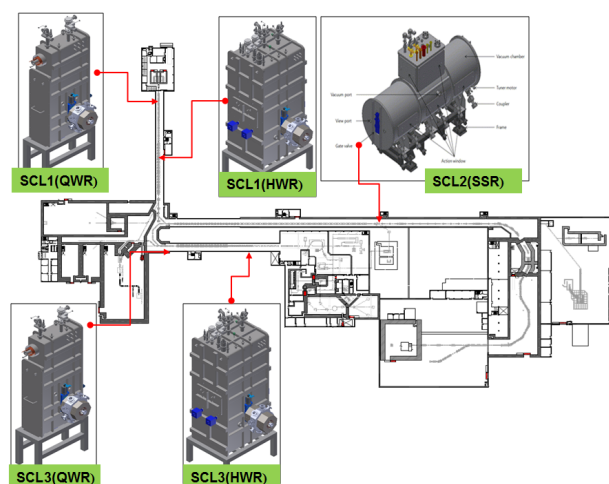 Vacuum chamber
Vacuum port
Tuner motor
Coupler
View port
Frame
Gate valve
Action window
SCL1(QWR)
SCL1(HWR)
SCL2(SSR)
SCL3(QWR)
SCL3(HWR)